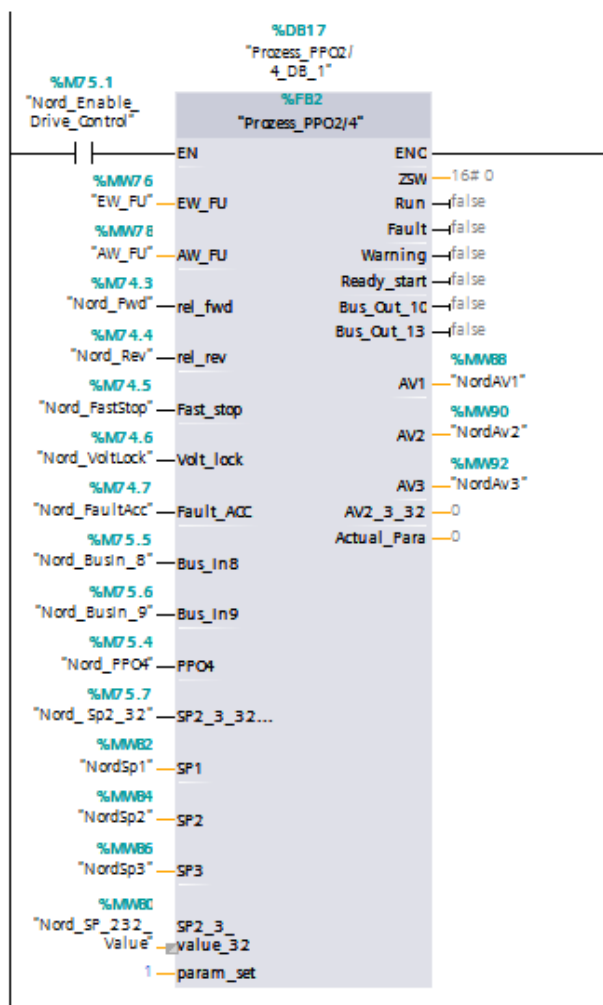 %DB17
"Prozess_PPO2/
4_DB_1"
%M75.1
"Nord_Enable_
Drive_Control"
%FB2
"Prozess_PPO2/4"
EN ENO
ZSW 16# 0
%MW76
"EW_FU" EW_FU
Run false
Fault false
%MW78
"AW_FU" AW_FU
Warning false
Ready_start false
%M74.3
"Nord_Fwd" rel_fwd
Bus_Out_10 false
Bus_Out_13 false
%M74.4
"Nord_Rev" rel_rev
%MW88
AV1 "NordAV1"
%M74.5
"Nord_FastStop" Fast_stop
%MW90
AV2 "NordAv2"
%M74.6
"Nord_VoltLock" Volt_lock
%MW92
AV3 "NordAv3"
%M74.7
"Nord_FaultAcc" Fault_ACC
AV2_3_32 0
Actual_Para 0
%M75.5
"Nord_BusIn_8" Bus_In8
%M75.6
"Nord_BusIn_9" Bus_In9
%M75.4
"Nord_PPO4" PPO4
%M75.7
"Nord_Sp2_32" SP2_3_32...
%MW82
"NordSp1" SP1
%MW84
"NordSp2" SP2
%MW86
"NordSp3" SP3
%MW80
"Nord_SP_232_
Value"
SP2_3_
value_32
1 param_set